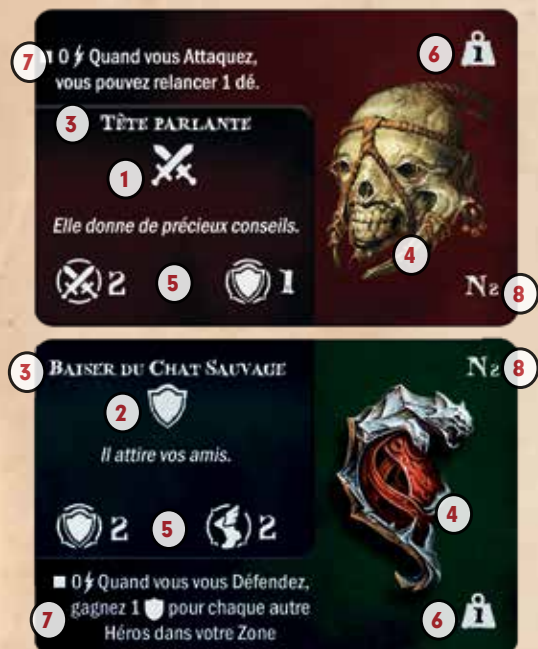 7 ■ 0 Quand vous Attaquez,
vous pouvez relancer 1 dé.
6 1
3 Tête parlante
1
Elle donne de précieux conseils.
4
2 5 1
N2 8
3 Baiser du Chat Sauvage
N2 8
2
Il attire vos amis.
4
2 5 2
■ 0 Quand vous vous Défendez,
7 gagnez 1 pour chaque autre
Héros dans votre Zone
6 1